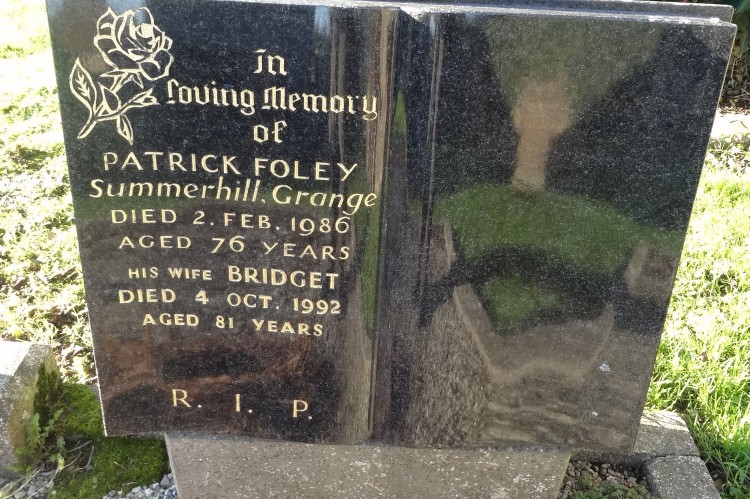 In
Loving Memory
of
PATRICK FOLEY
Summerhill, Grange
DIED 2. FEB. 1986
AGED 76 YEARS
HIS WIFE BRIDGET
DIED 4 OCT. 1992
AGED 81 YEARS
R. I. P.